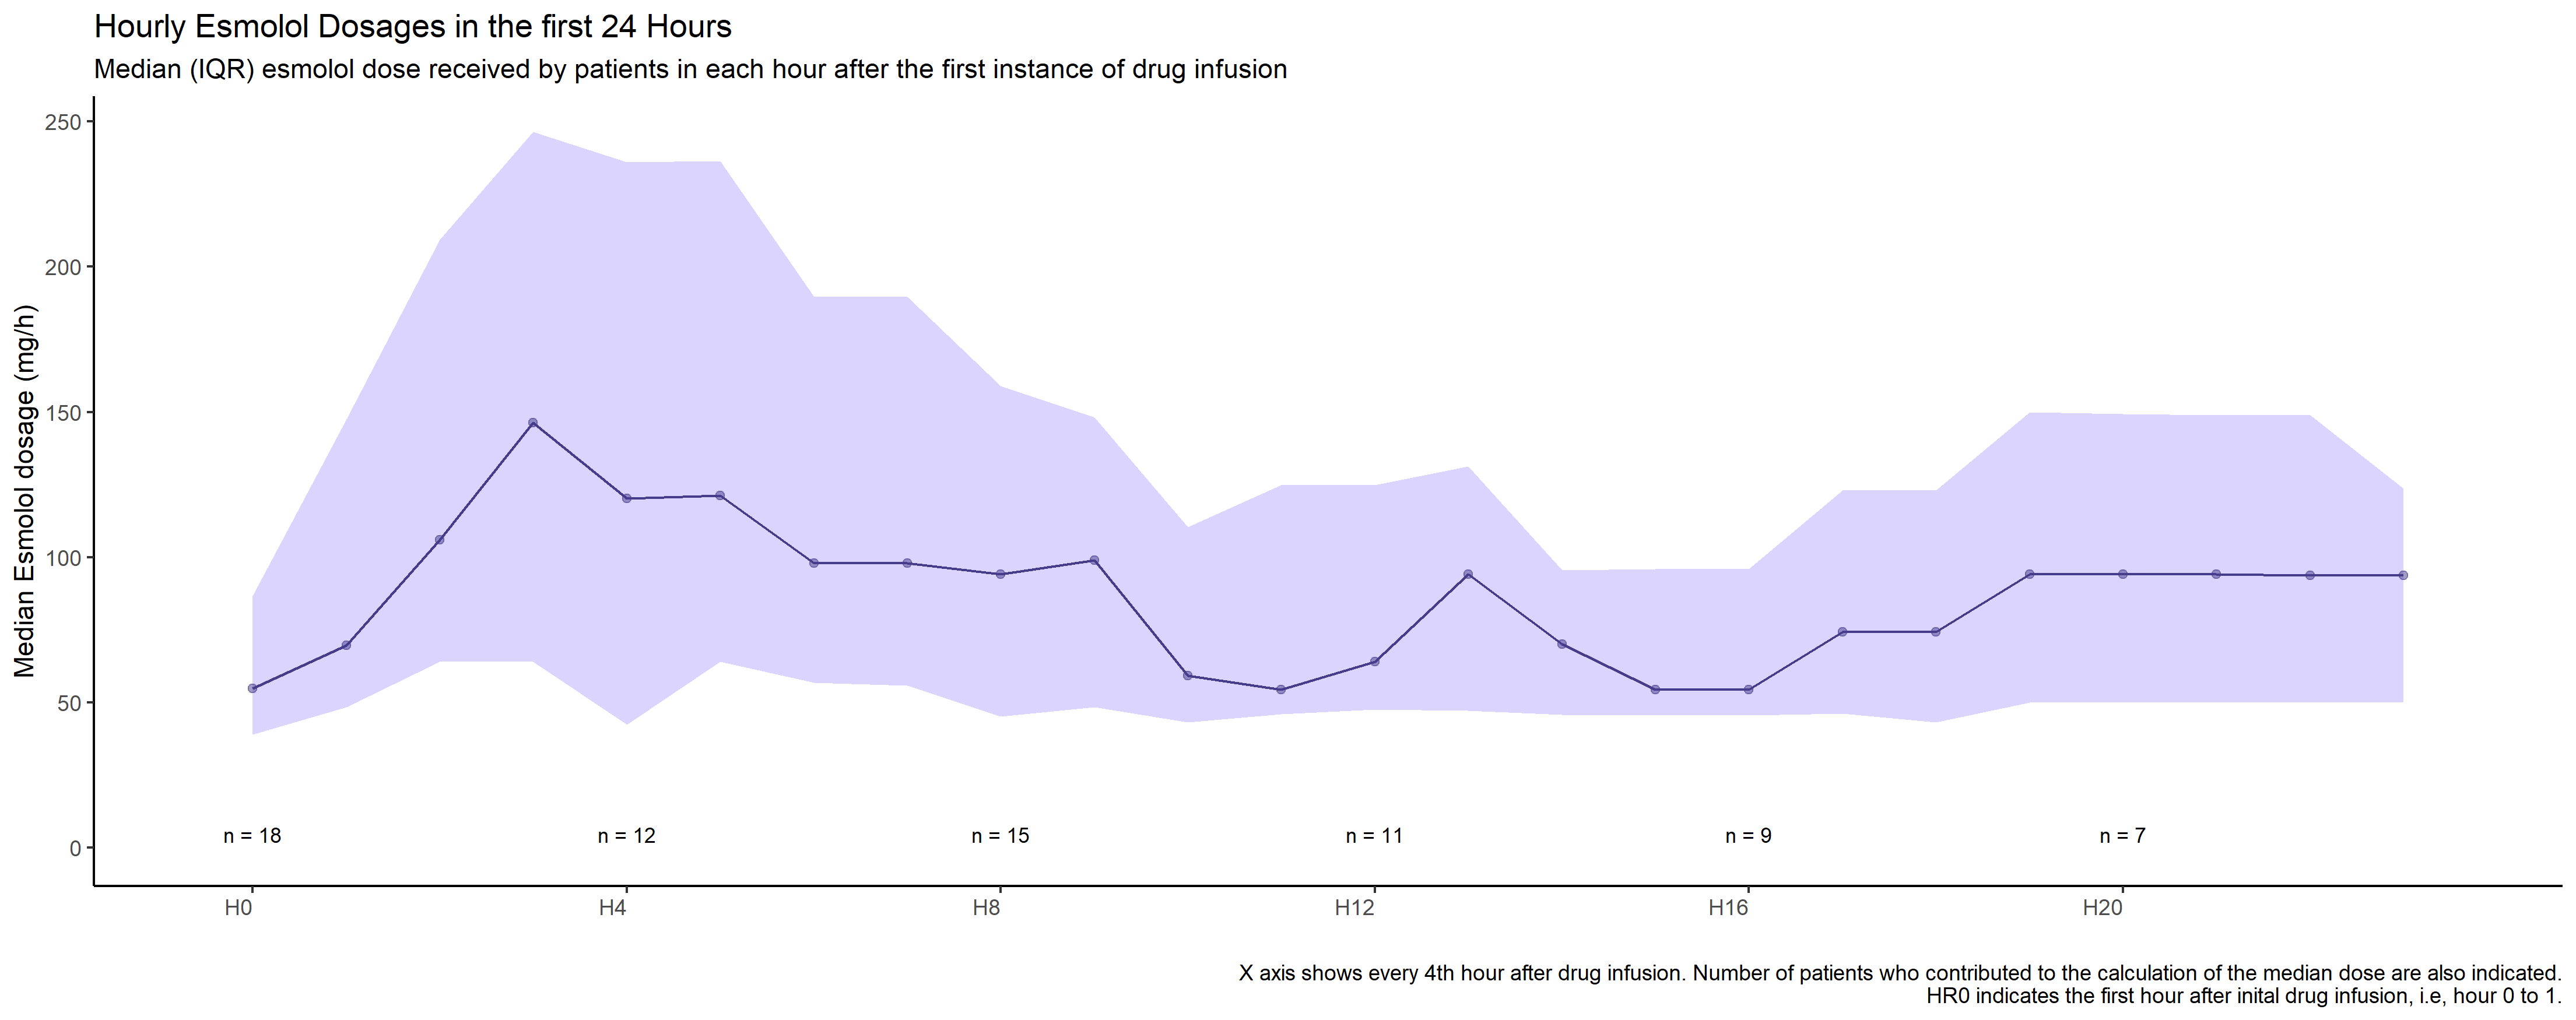 Hourly Esmolol Dosages in the first 24 Hours
Median (IQR) esmolol dose received by patients in each hour after the first instance of drug infusion
Median Esmolol dosage (mg/h)
250
200
150
100
50
0
n = 18
n = 12
n = 15
n = 11
n = 9
n = 7
H0
H4
H8
H12
H16
H20
X axis shows every 4th hour after drug infusion. Number of patients who contributed to the calculation of the median dose are also indicated.
HR0 indicates the first hour after inital drug infusion, i.e, hour 0 to 1.